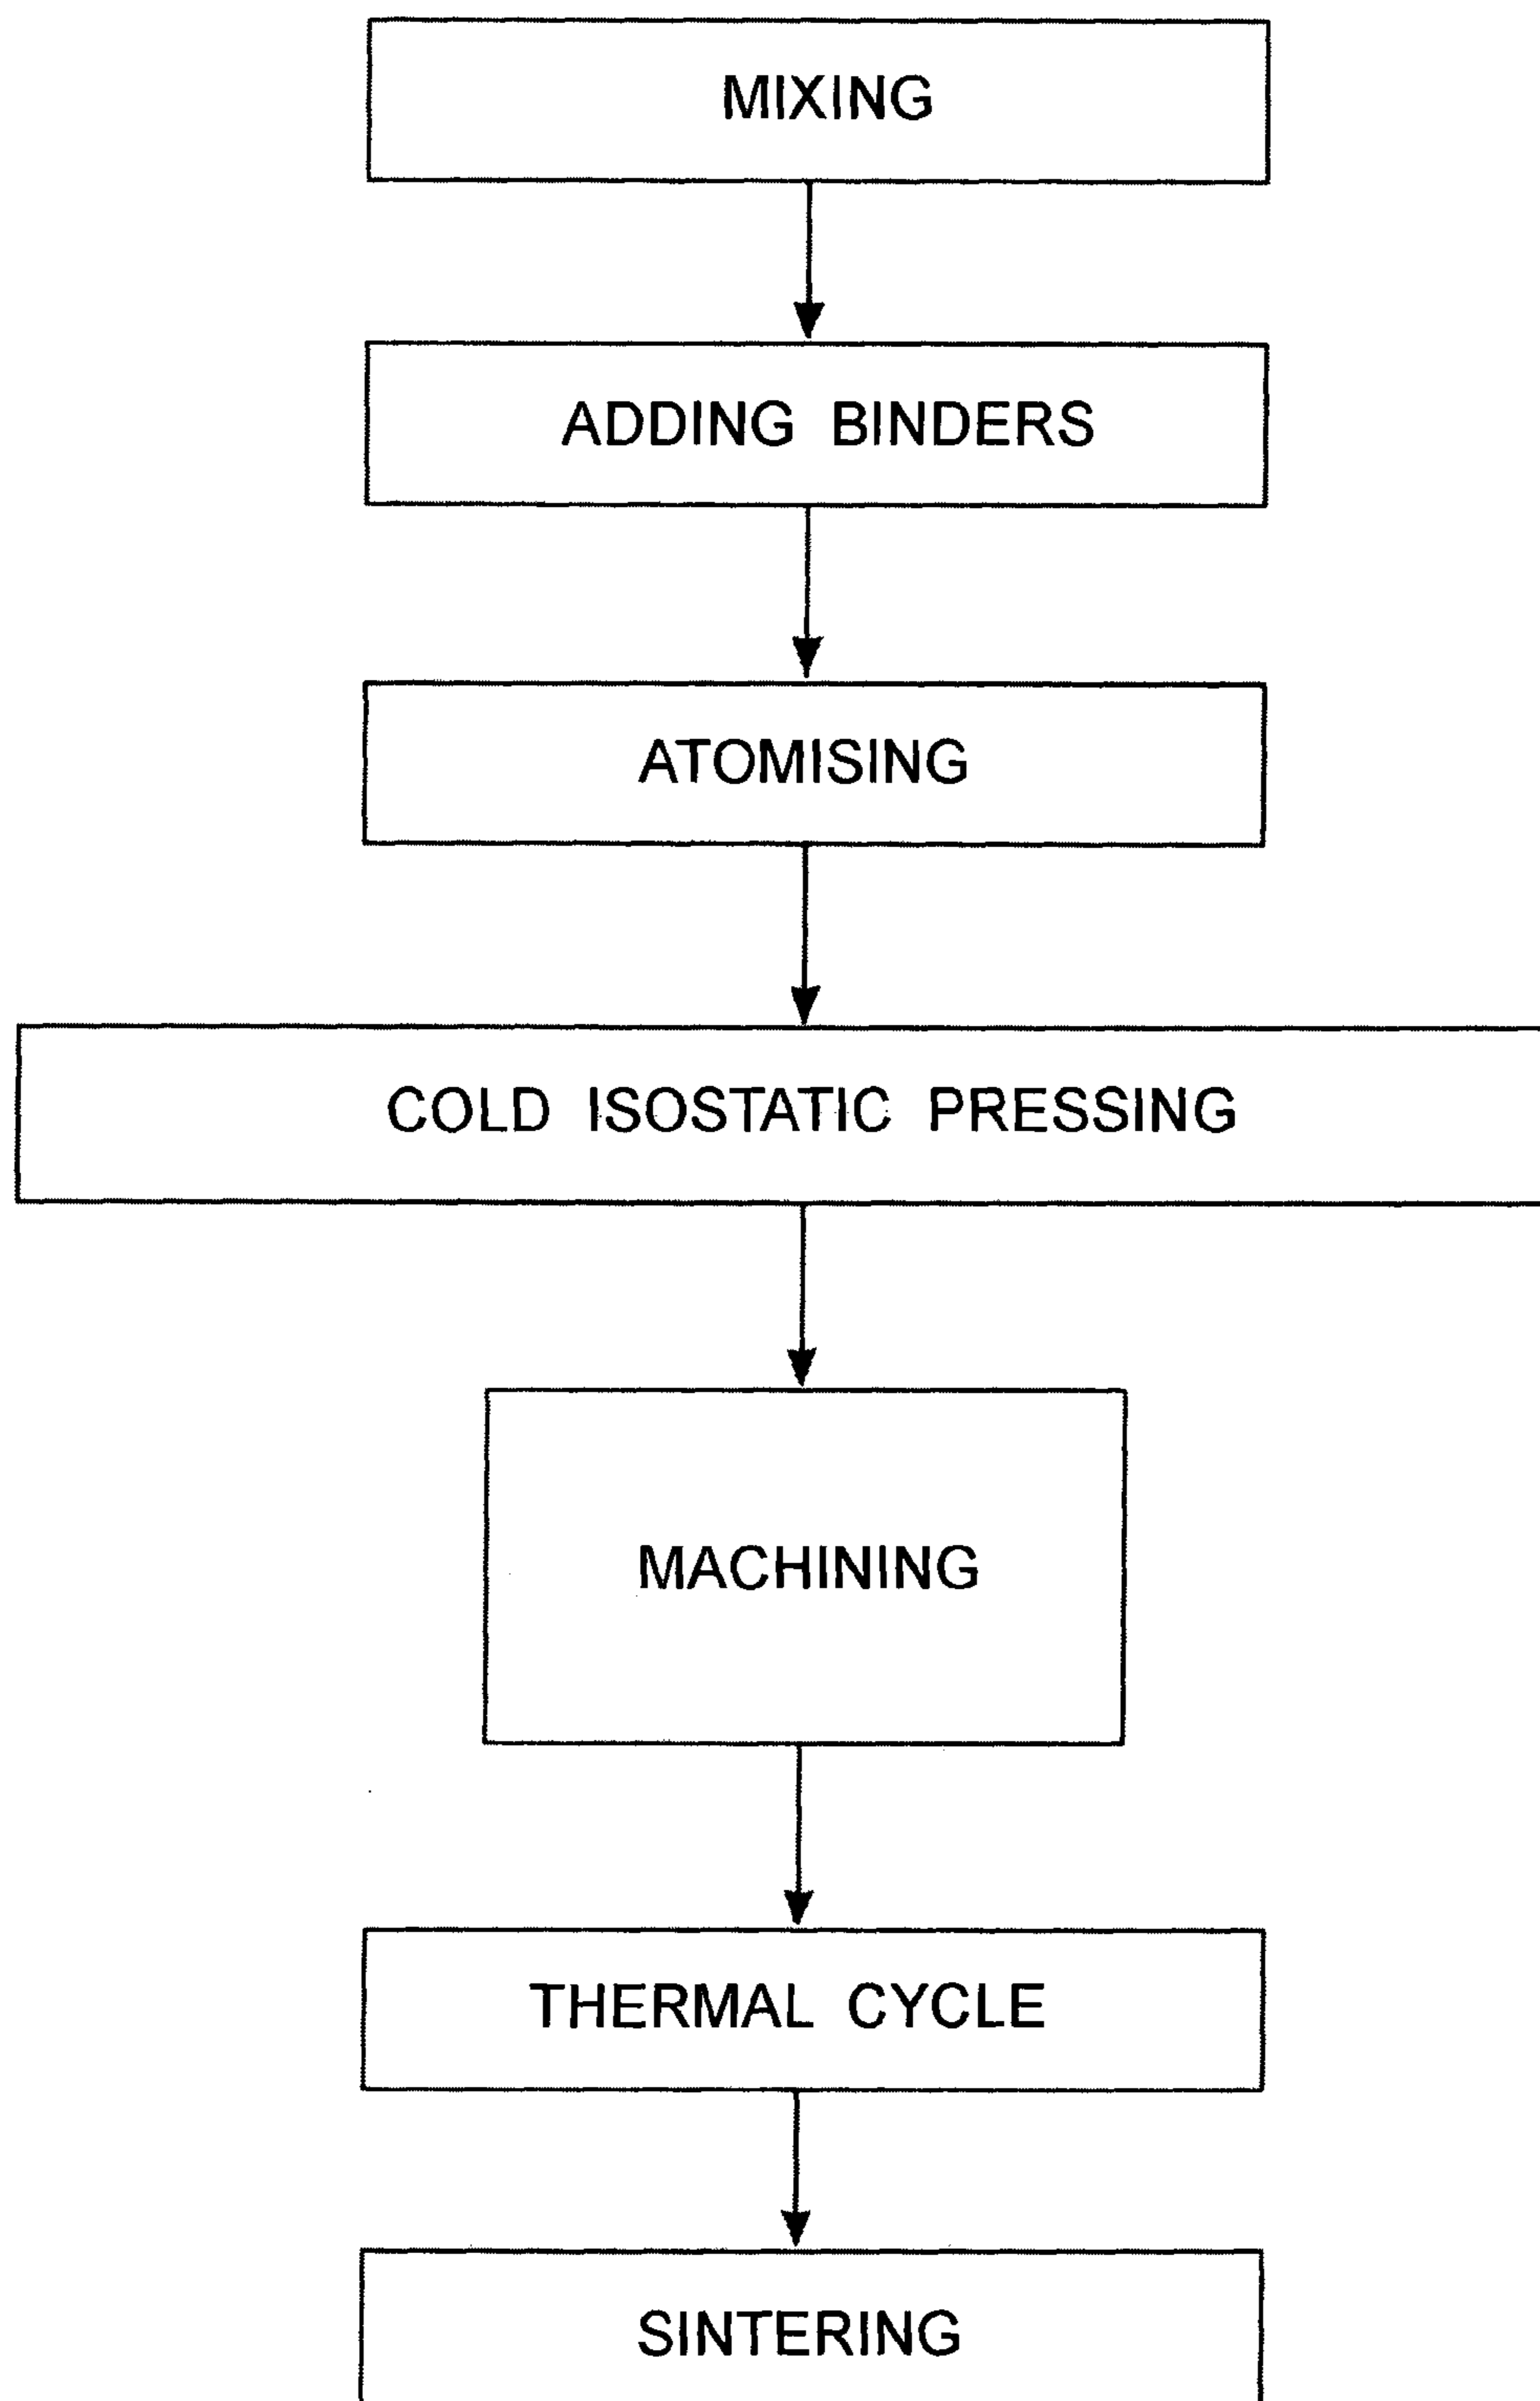 MIXING
ADDING BINDERS
ATOMISING
COLD ISOSTATIC PRESSING
MACHINING
THERMAL CYCLE
SINTERING